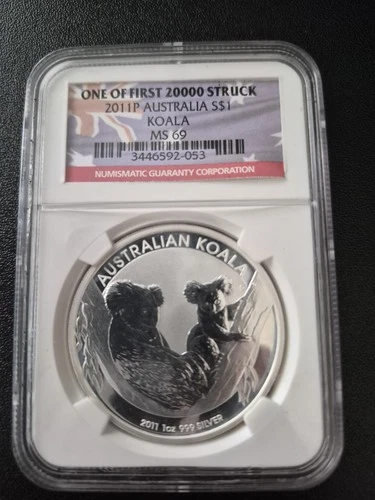 ONE OF FIRST 20000 STRUCK
2011P AUSTRALIA S$1
KOALA
MS 69
3446592-053
NUMISMATIC GUARANTY CORPORATION
AUSTRALIAN KOALA
2011 1oz 999 SILVER